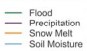 Flood
Precipitation
Snow Melt
Soil Moisture